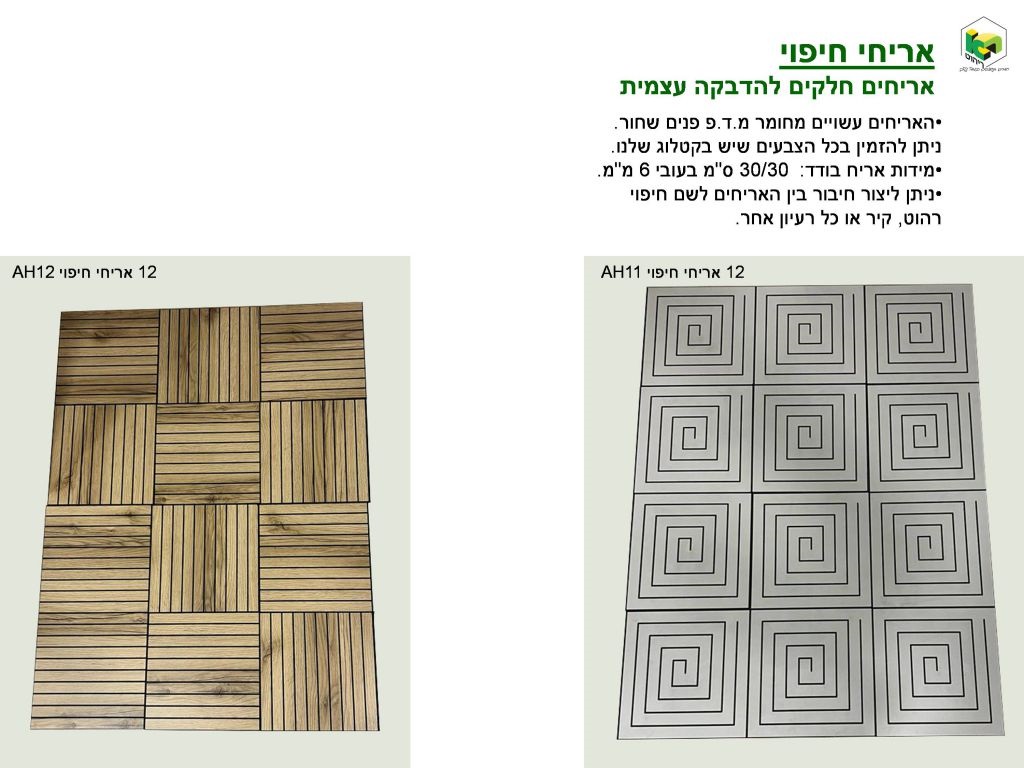 אריחי חיפוי
אריחים חלקים להדבקה עצמית
•האריחים עשויים מחומר מ.ד.פ פנים שחור.
ניתן להזמין בכל הצבעים שיש בקטלוג שלנו.
•מידות אריח בודד: 30/30 ס"מ בעובי 6 מ"מ.
•ניתן ליצור חיבור בין האריחים לשם חיפוי
רהוט, קיר או כל רעיון אחר.
12 אריחי חיפוי AH11
12 אריחי חיפוי AH12